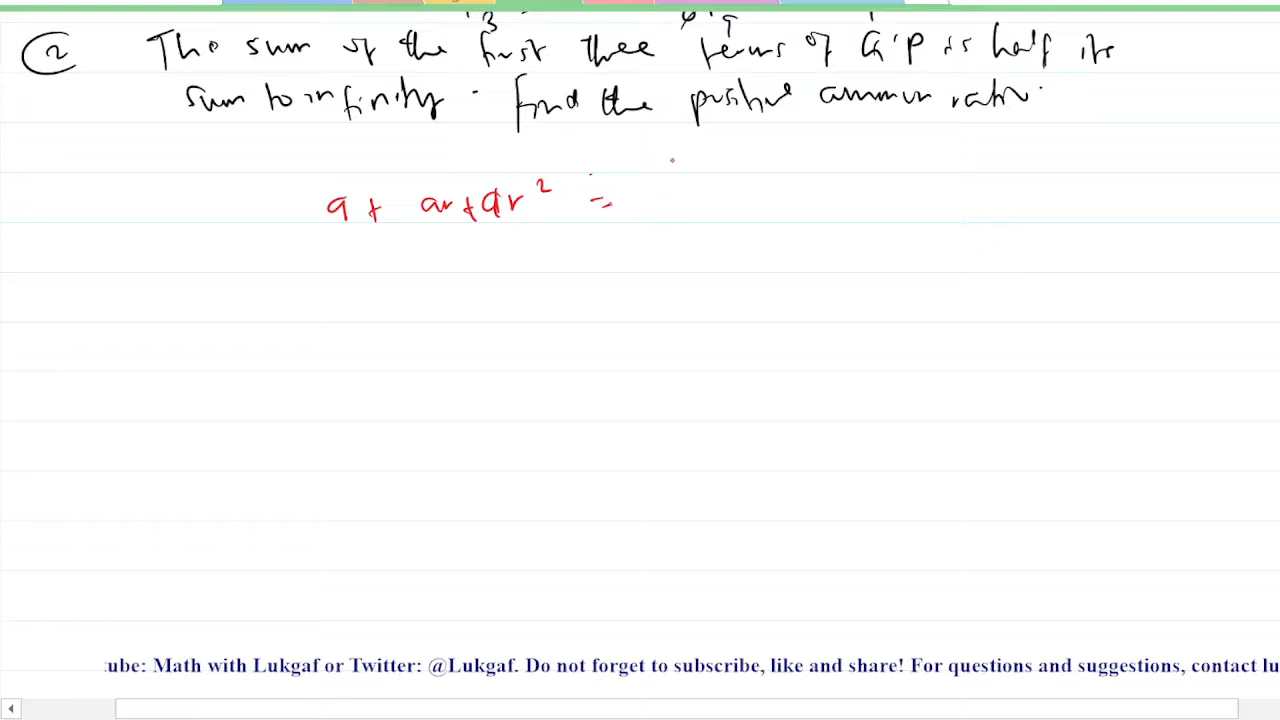 ② The sum of the first three terms of G.P is half its
sum to infinity. Find the positive common ratio.
a + ar + ar² =
:ube: Math with Lukgaf or Twitter: @Lukgaf. Do not forget to subscribe, like and share! For questions and suggestions, contact lu